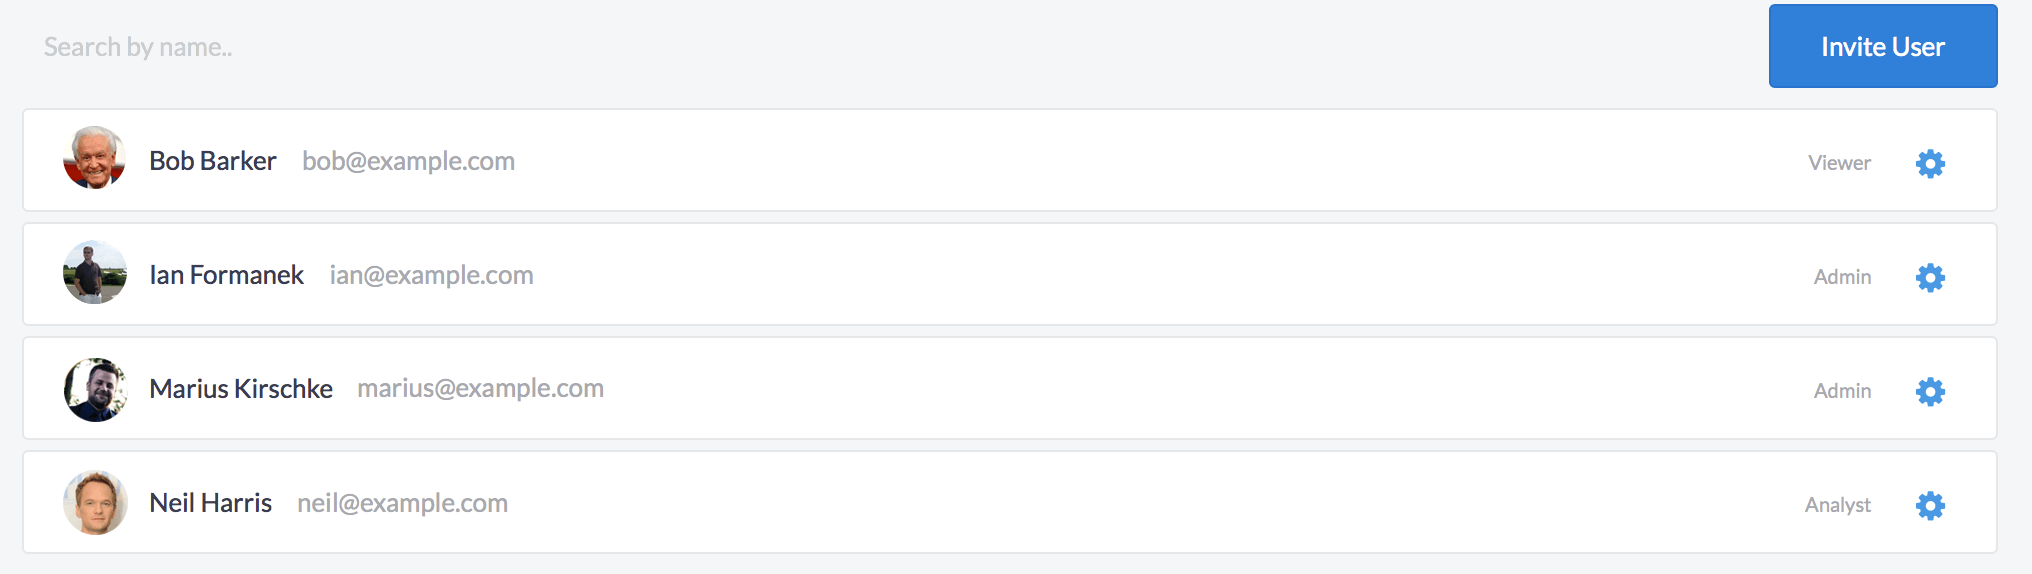 Search by name..
Invite User
Bob Barker bob@example.com Viewer
Ian Formanek ian@example.com Admin
Marius Kirschke marius@example.com Admin
Neil Harris neil@example.com Analyst